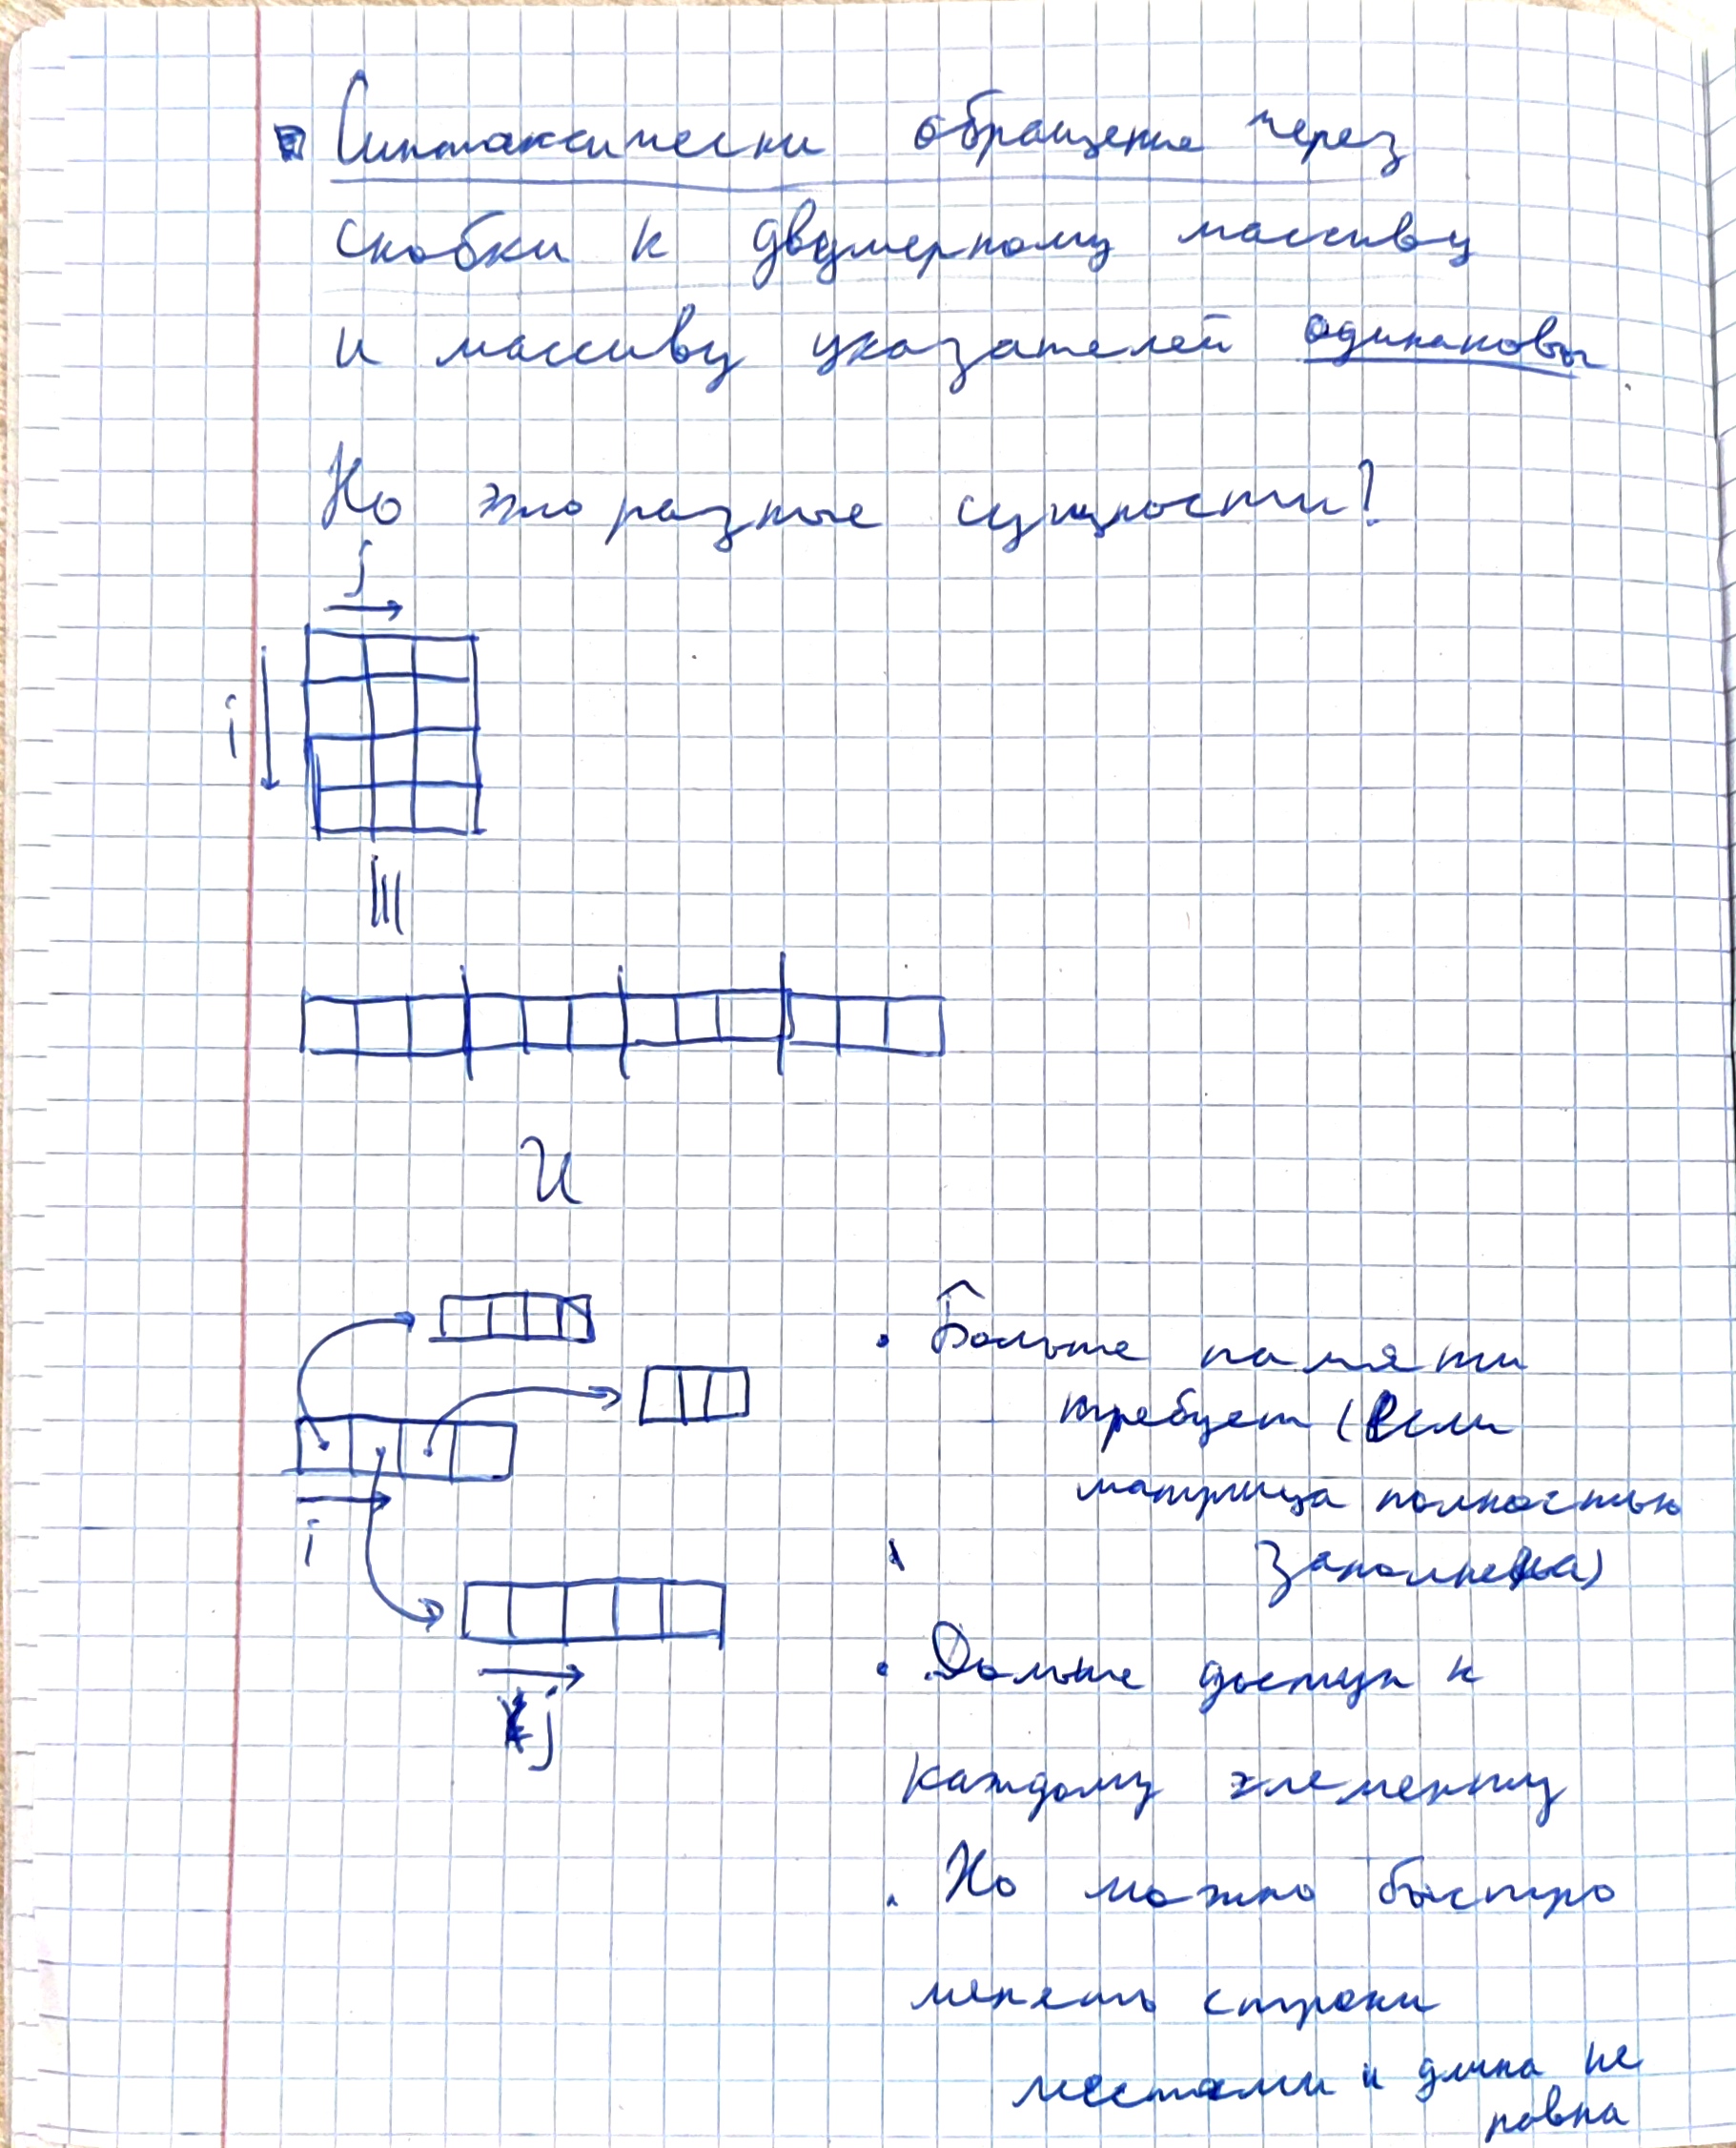 Синтаксически обращение через
скобки к двумерному массиву
и массиву указателей одинаковы.
Но это разные сущности!
j
i
И
• Больше памяти
требует (если
матрица полностью
заполнена)
i
• Дольше доступ к
j
каждому элементу
• Но можно быстро
менять строки
местами и длина не
равна